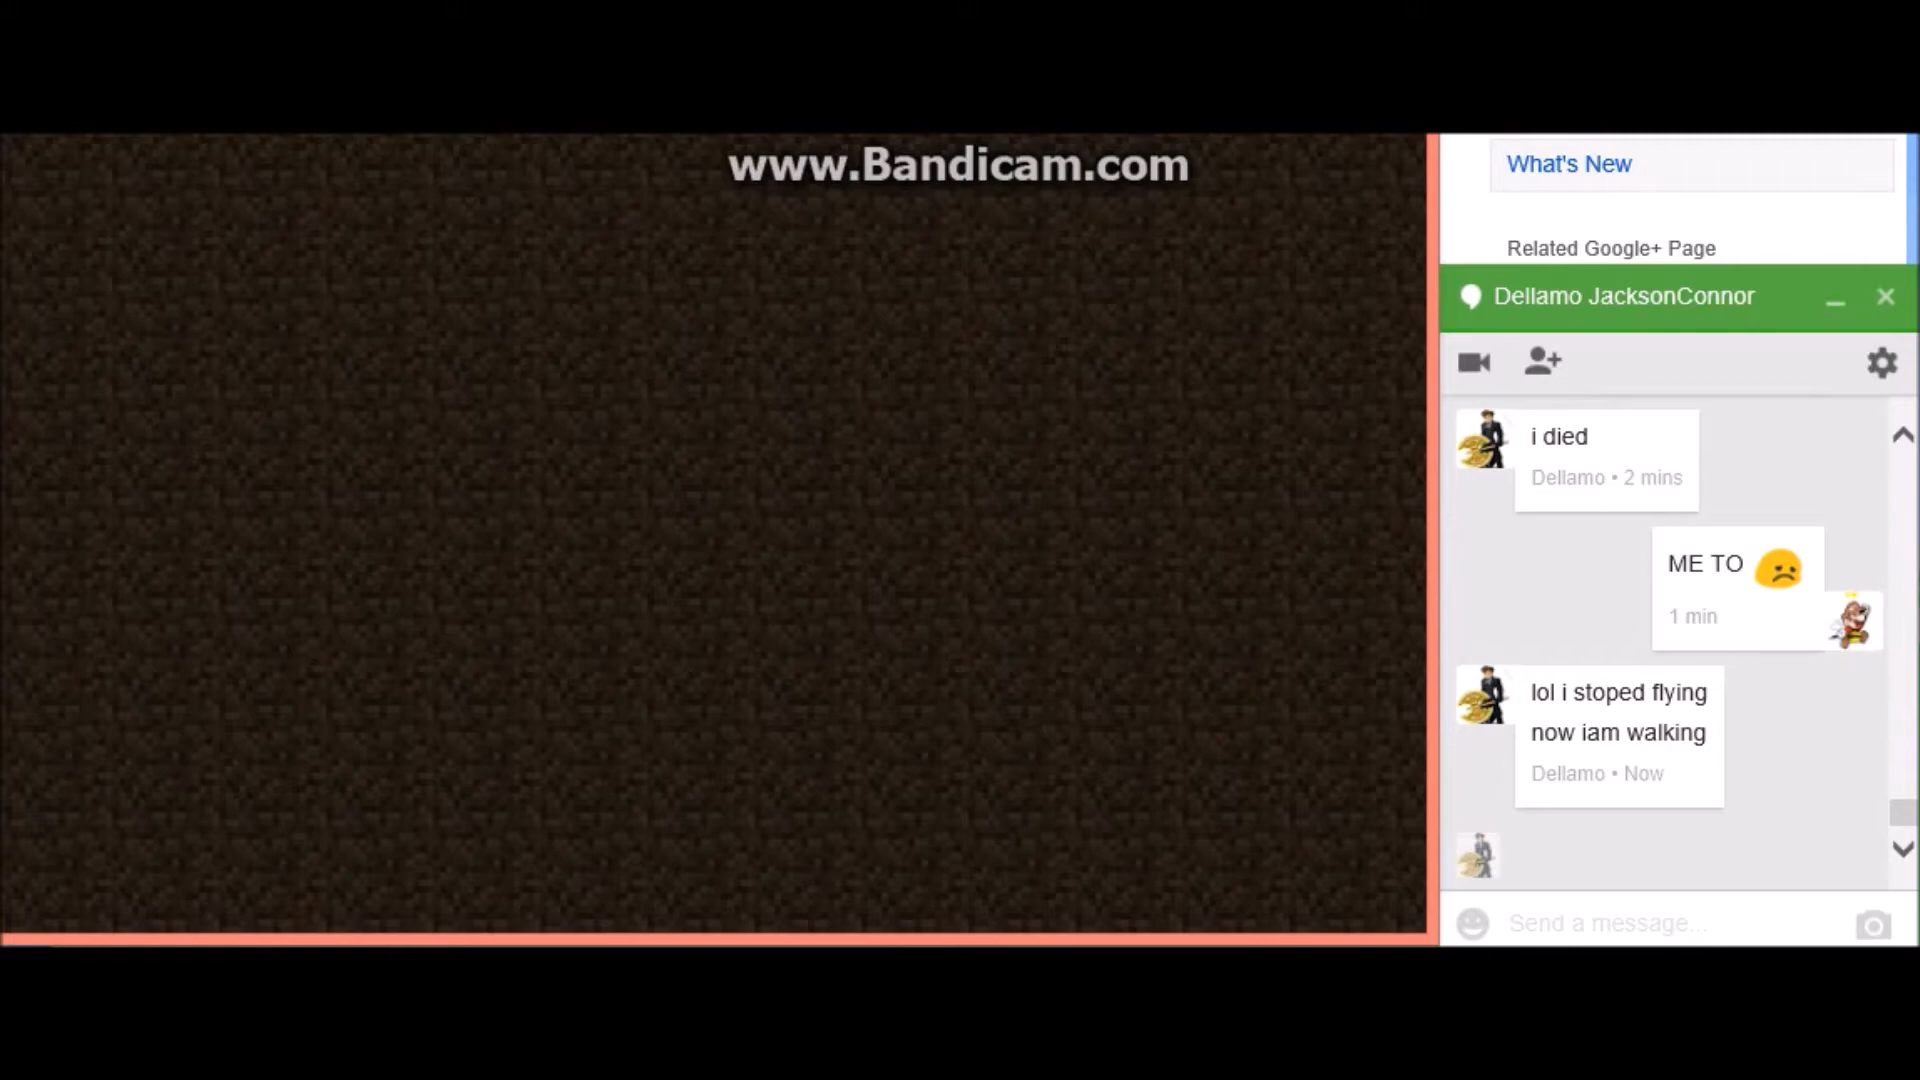 www.Bandicam.com
What's New
Related Google+ Page
Dellamo JacksonConnor
i died
Dellamo • 2 mins
ME TO
1 min
lol i stoped flying
now iam walking
Dellamo • Now
Send a message...